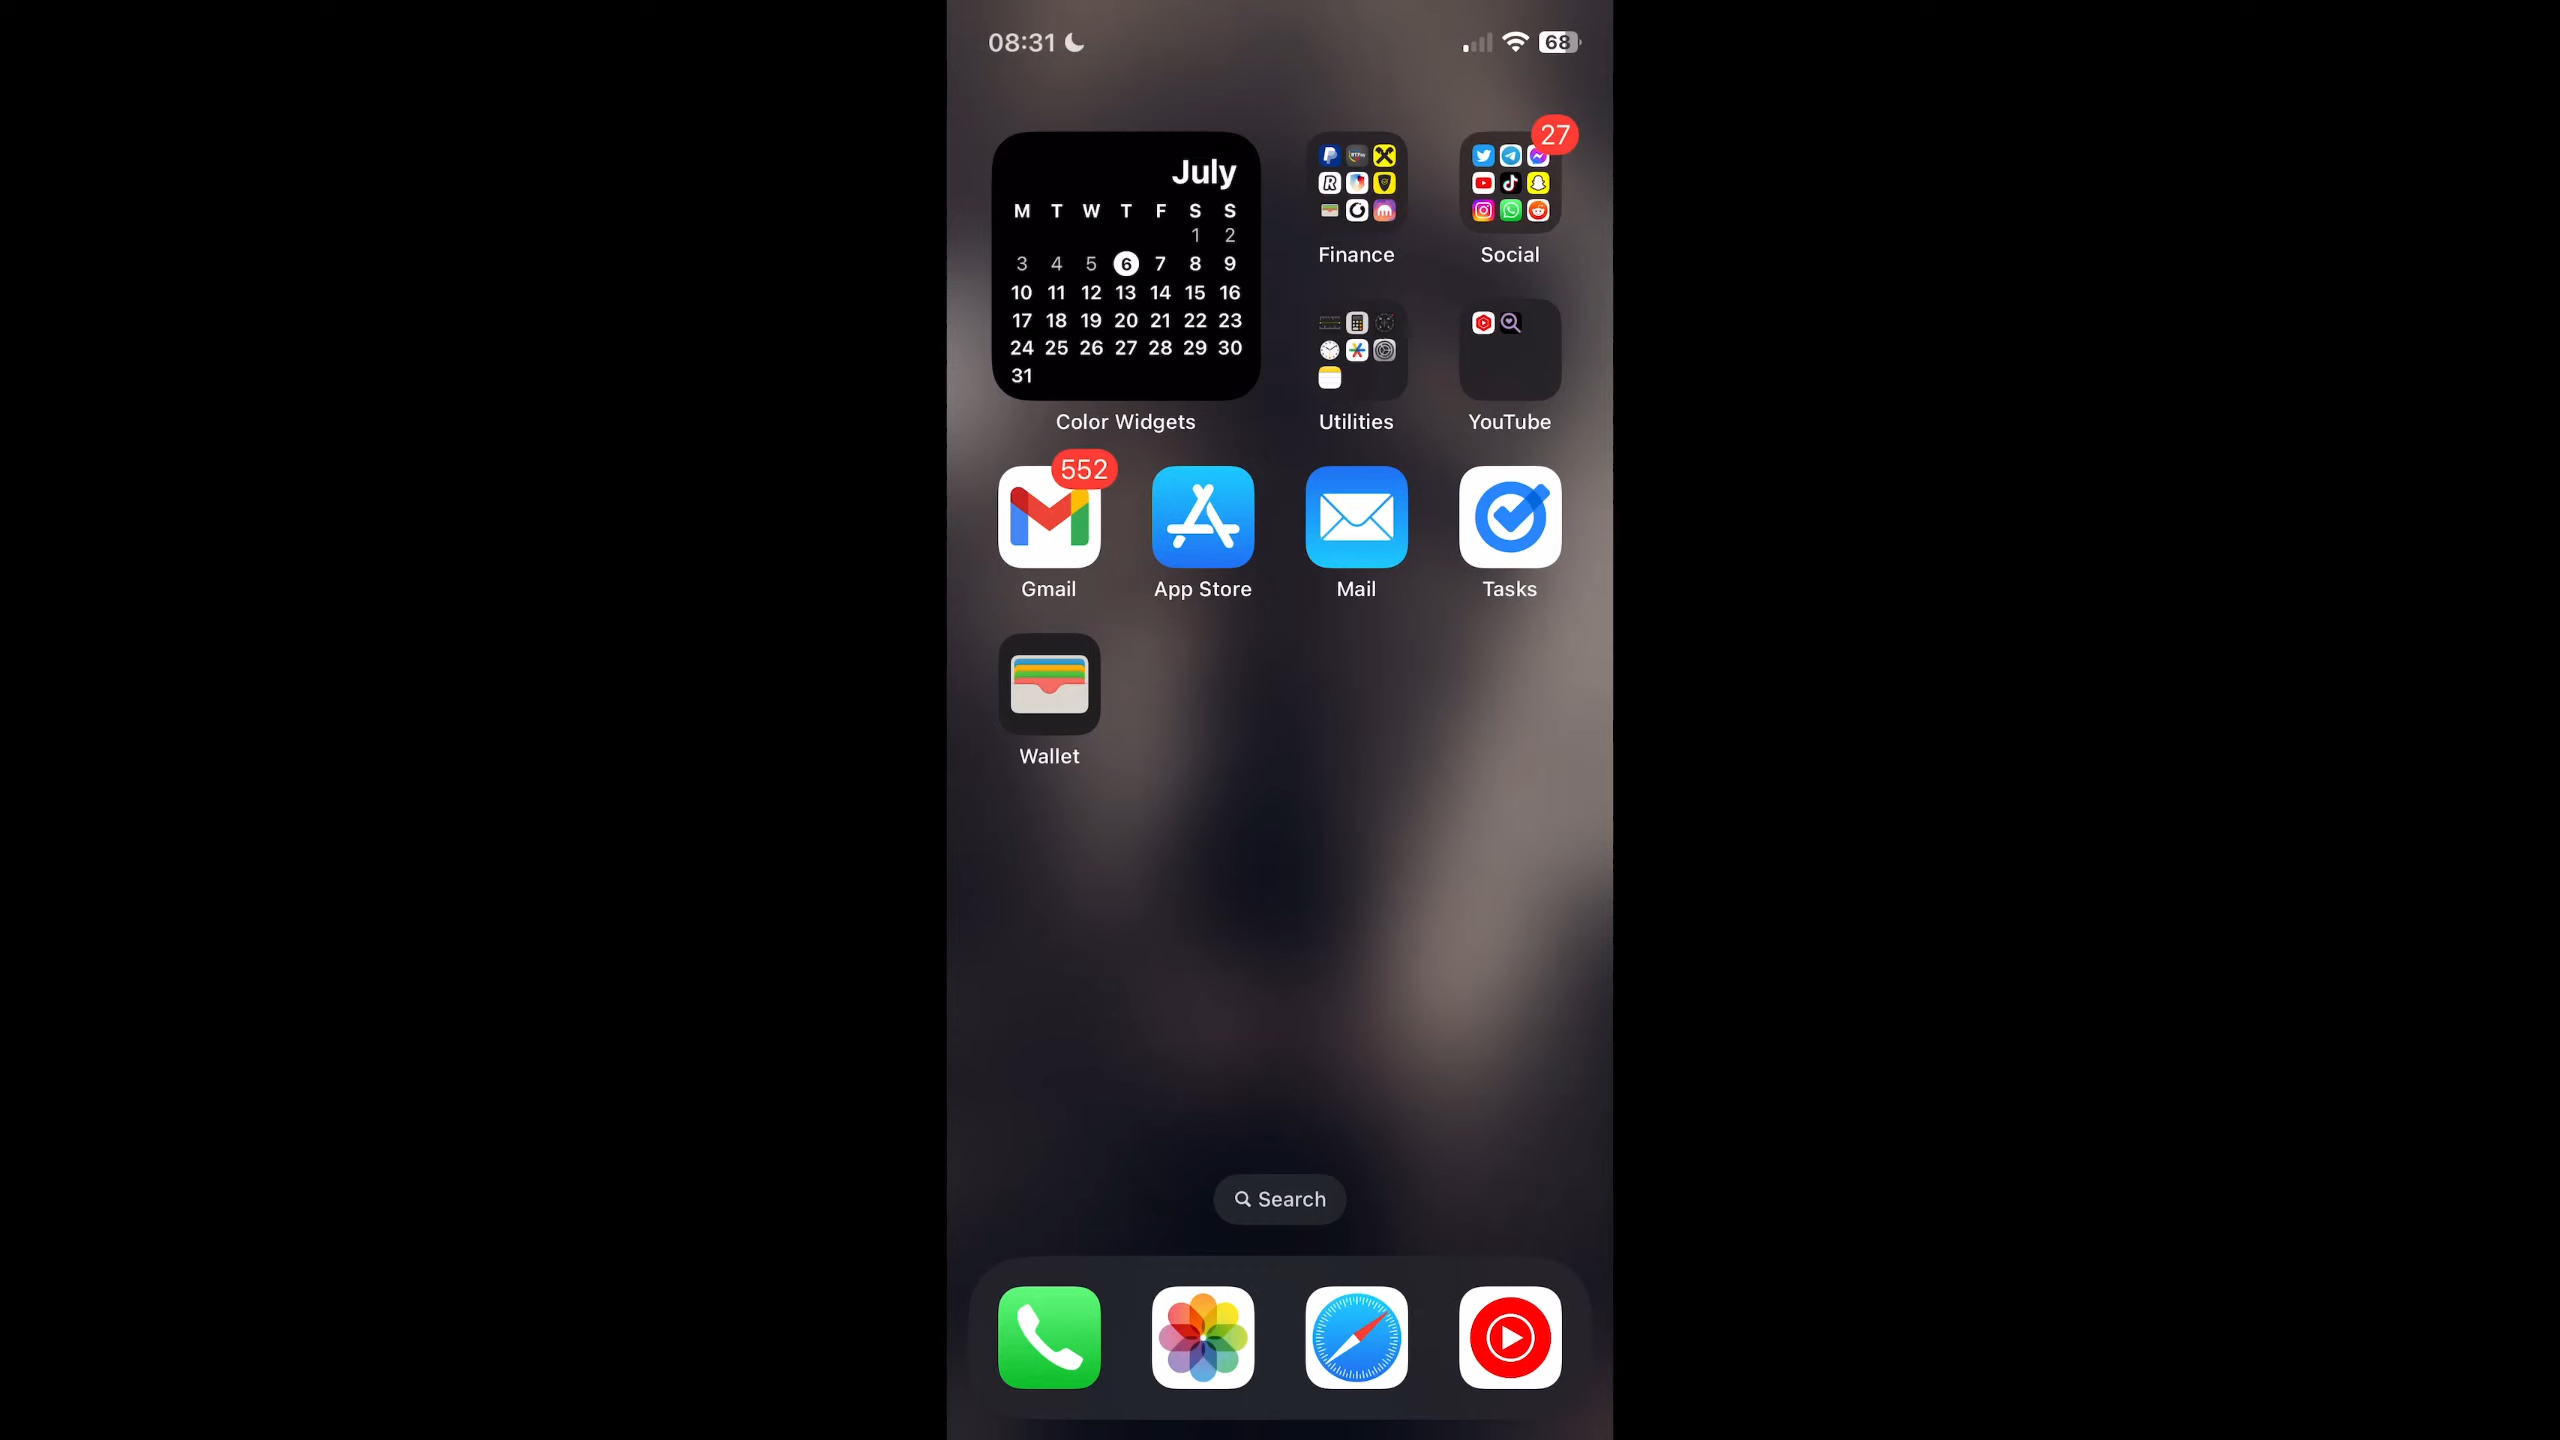 08:31
68
July
M T W T F S S
1 2
3 4 5 6 7 8 9
10 11 12 13 14 15 16
17 18 19 20 21 22 23
24 25 26 27 28 29 30
31
Color Widgets
Finance
27
Social
Utilities
YouTube
552
Gmail
App Store
Mail
Tasks
Wallet
Search